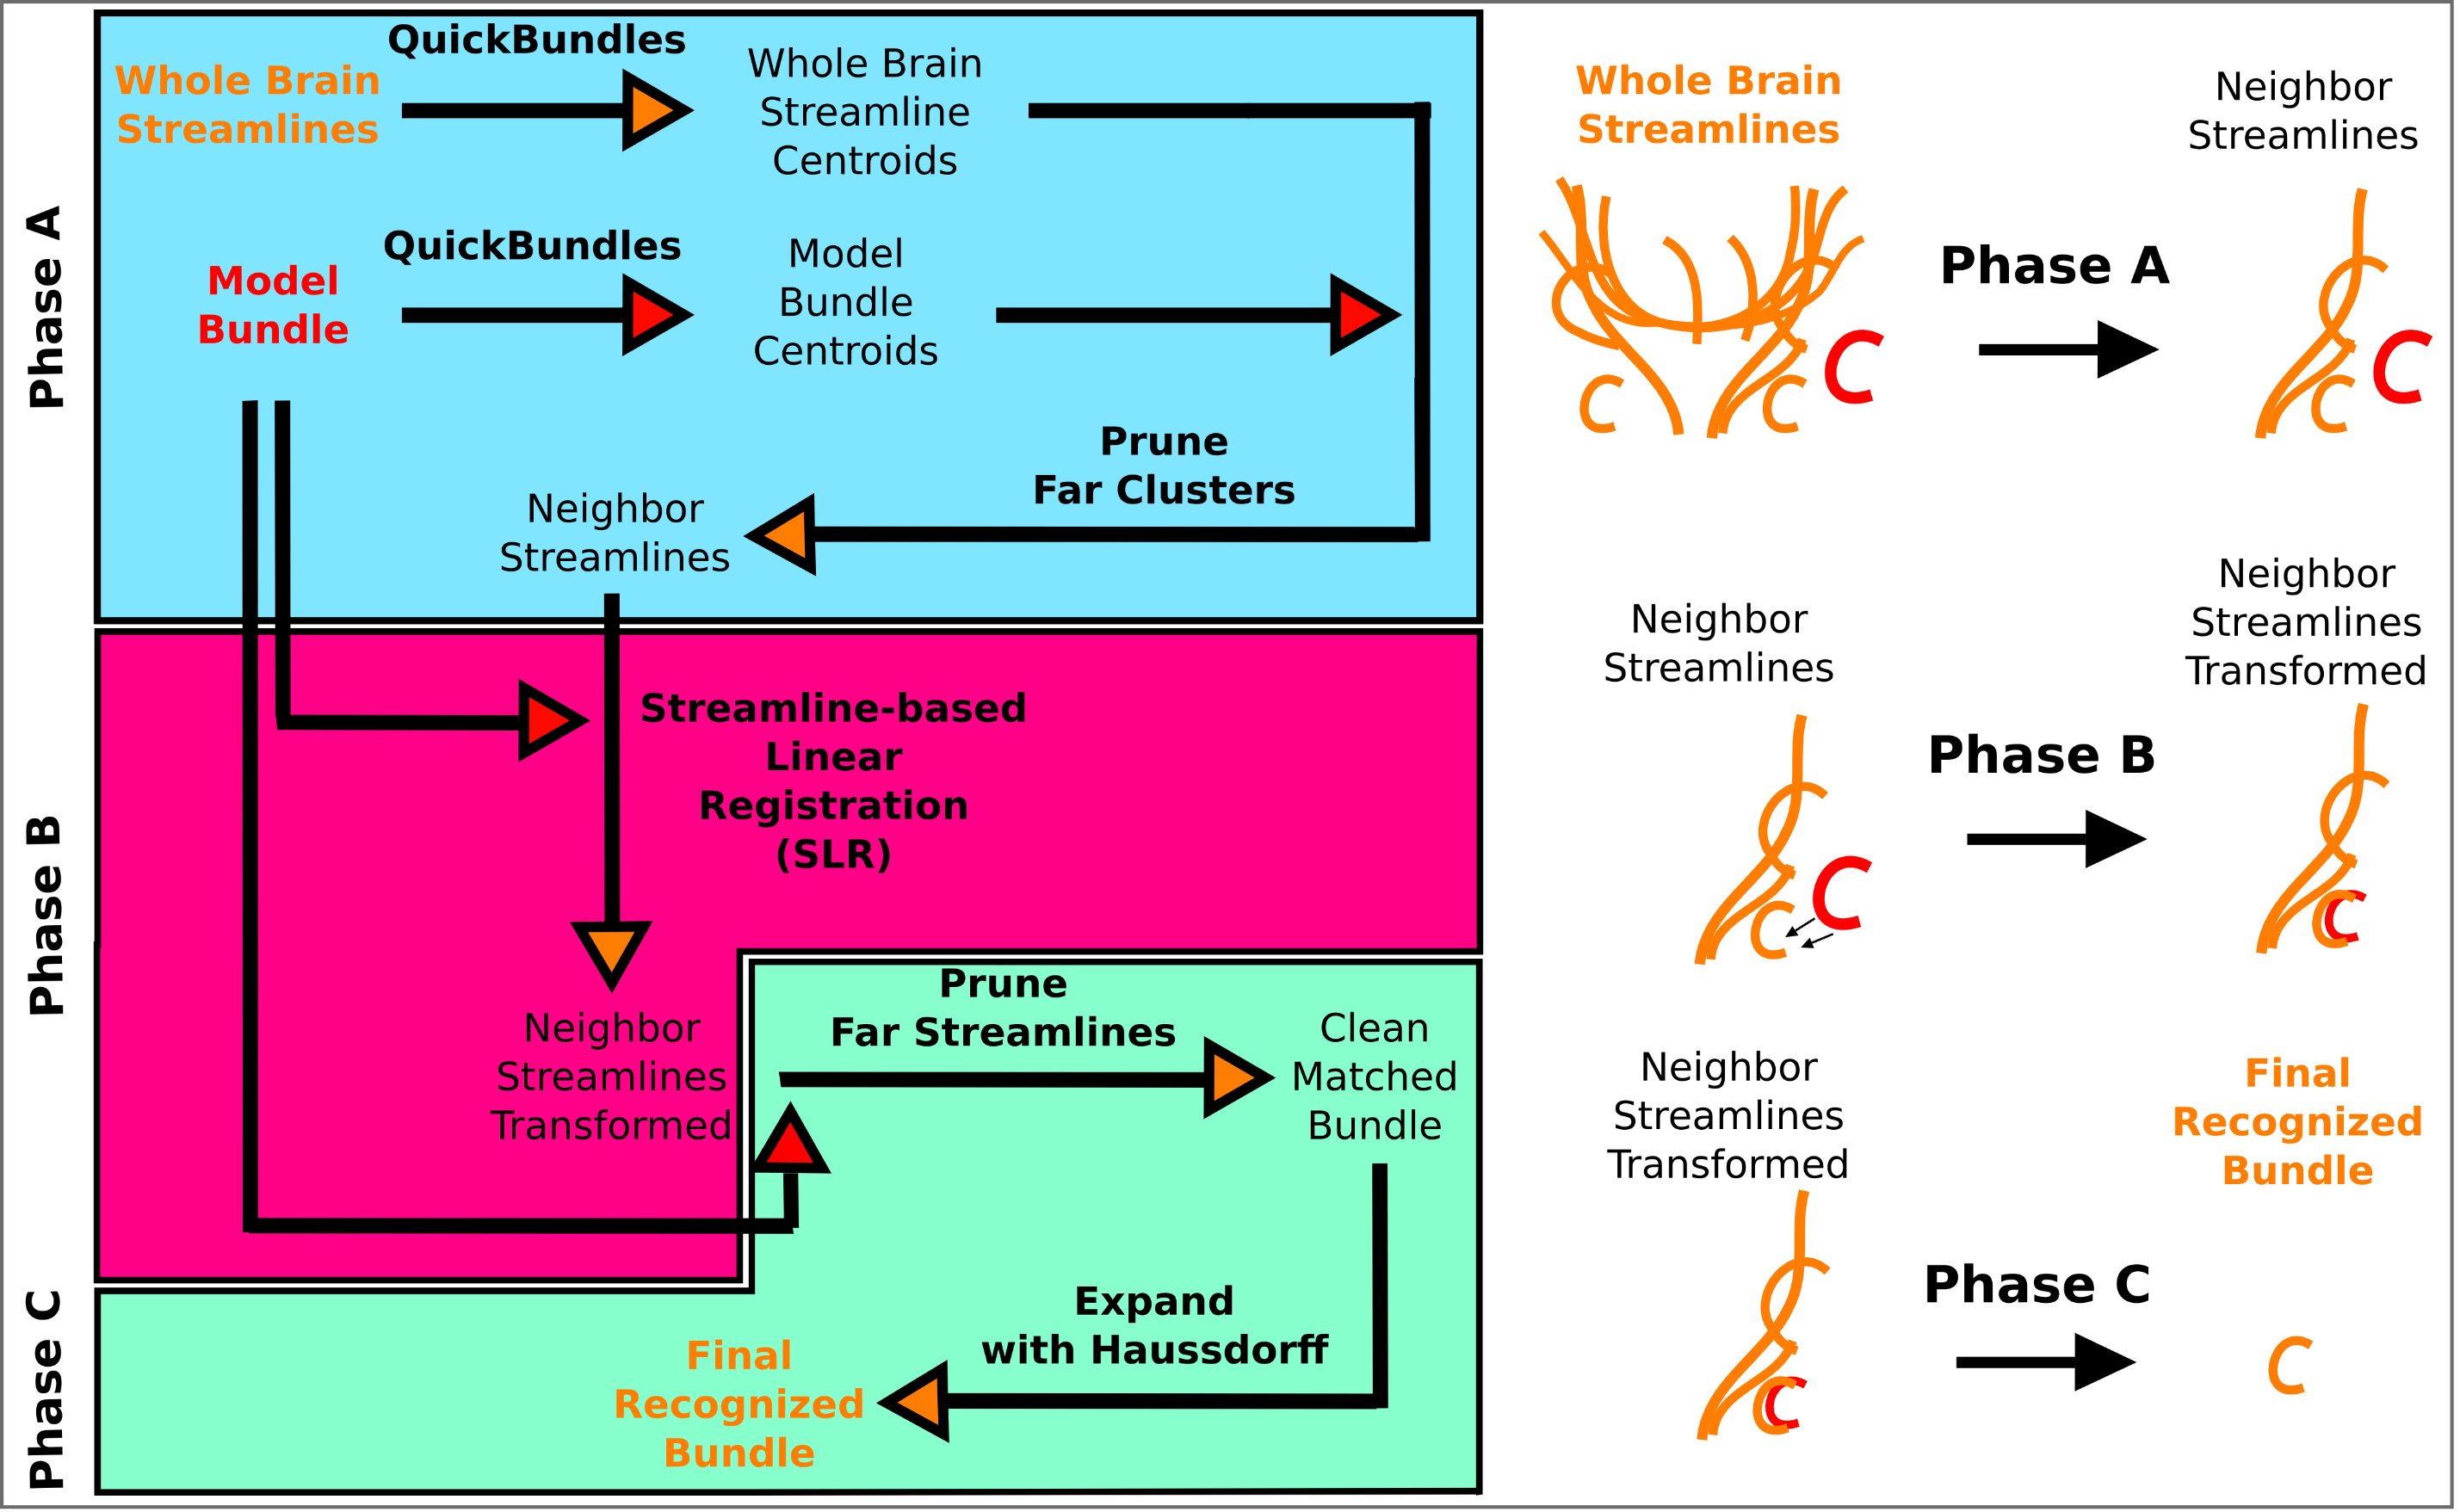 Phase A
QuickBundles
Whole Brain
Streamlines
Whole Brain
Streamline
Centroids
QuickBundles
Model
Bundle
Model
Bundle
Centroids
Prune
Far Clusters
Neighbor
Streamlines
Phase B
Streamline-based
Linear
Registration
(SLR)
Neighbor
Streamlines
Transformed
Phase C
Prune
Far Streamlines
Clean
Matched
Bundle
Expand
with Haussdorff
Final
Recognized
Bundle
Whole Brain
Streamlines
Phase A
Neighbor
Streamlines
Neighbor
Streamlines
Phase B
Neighbor
Streamlines
Transformed
Neighbor
Streamlines
Transformed
Phase C
Final
Recognized
Bundle